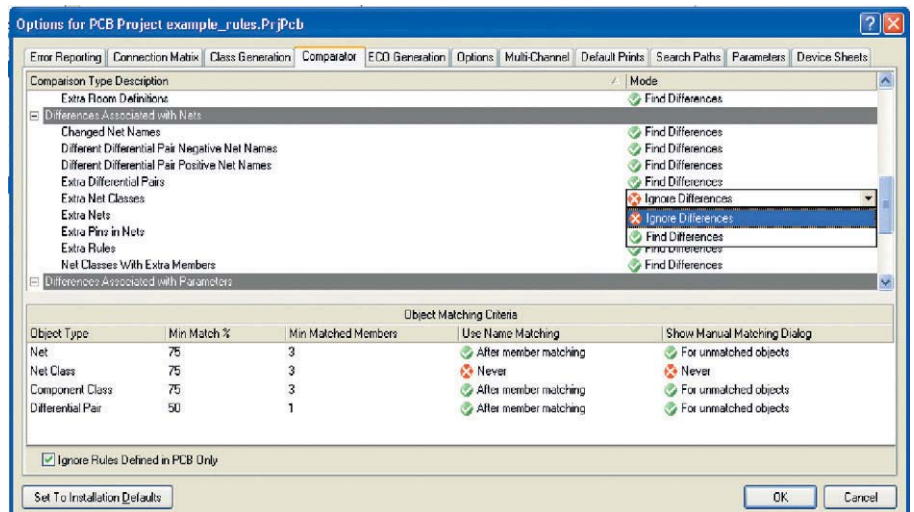 Options for PCB Project example_rules.PrjPcb
Error Reporting Connection Matrix Class Generation Comparator ECO Generation Options Multi-Channel Default Prints Search Paths Parameters Device Sheets
Comparison Type Description Mode
Extra Room Definitions Find Differences
Differences Associated with Nets
Changed Net Names Find Differences
Different Differential Pair Negative Net Names Find Differences
Different Differential Pair Positive Net Names Find Differences
Extra Differential Pairs Find Differences
Extra Net Classes Ignore Differences
Extra Nets Ignore Differences
Extra Pins in Nets Find Differences
Extra Rules Find Differences
Net Classes With Extra Members Find Differences
Differences Associated with Parameters
Object Matching Criteria
Object Type Min Match % Min Matched Members Use Name Matching Show Manual Matching Dialog
Net 75 3 After member matching For unmatched objects
Net Class 75 3 Never Never
Component Class 75 3 After member matching For unmatched objects
Differential Pair 50 1 After member matching For unmatched objects
Ignore Rules Defined in PCB Only
Set To Installation Defaults OK Cancel